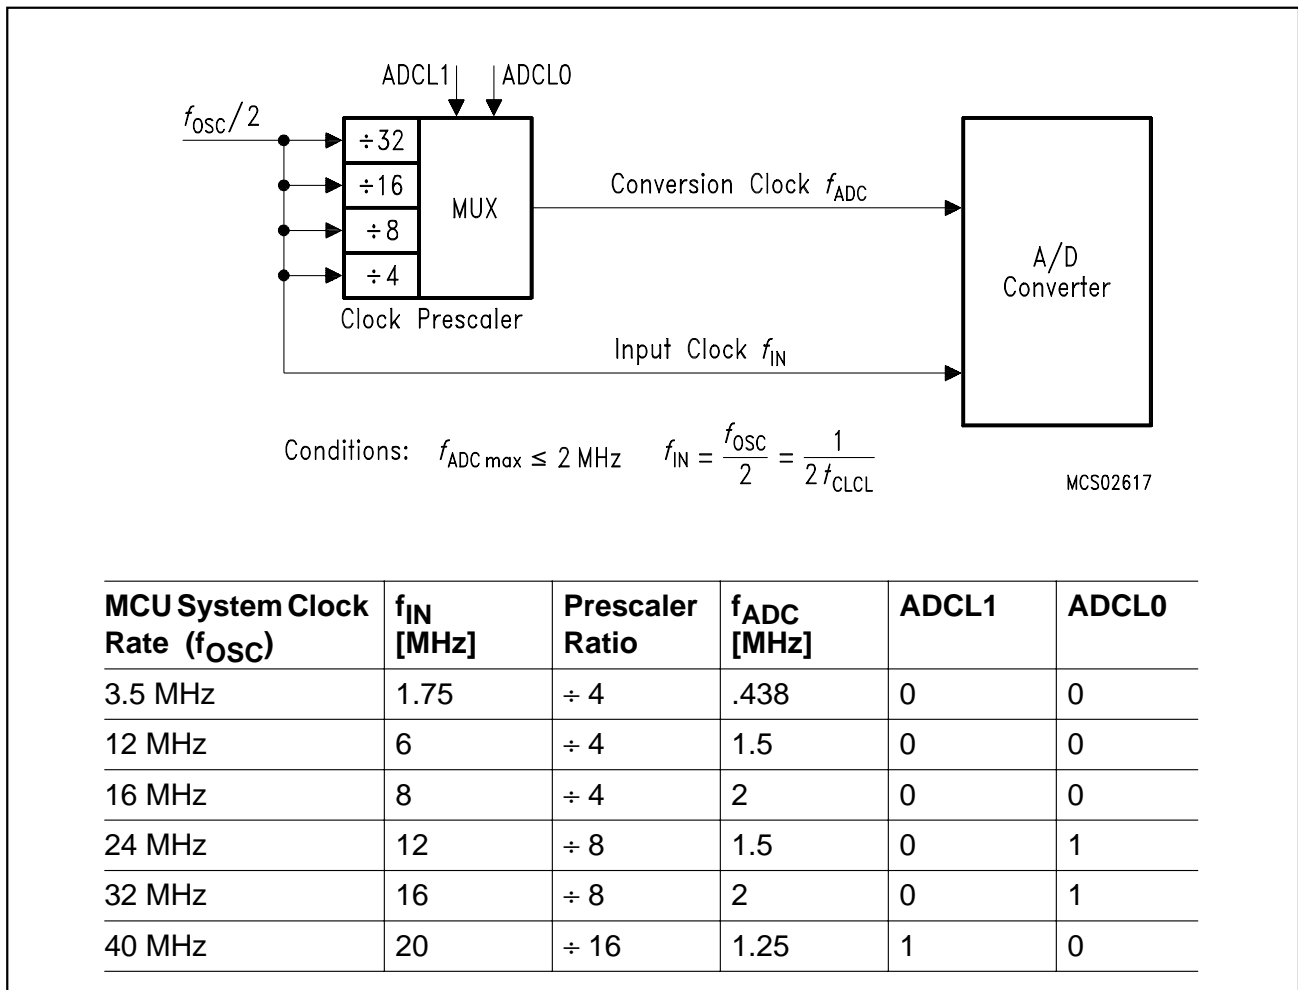 ADCL1 ADCL0
fOSC/2
÷32
÷16
÷8
÷4
MUX
Clock Prescaler
Conversion Clock fADC
A/D
Converter
Input Clock fIN
Conditions: fADC max ≤ 2 MHz fIN = fOSC/2 = 1/(2 tCLCL)
MCS02617
MCU System Clock Rate (fOSC) | fIN [MHz] | Prescaler Ratio | fADC [MHz] | ADCL1 | ADCL0
3.5 MHz | 1.75 | ÷ 4 | .438 | 0 | 0
12 MHz | 6 | ÷ 4 | 1.5 | 0 | 0
16 MHz | 8 | ÷ 4 | 2 | 0 | 0
24 MHz | 12 | ÷ 8 | 1.5 | 0 | 1
32 MHz | 16 | ÷ 8 | 2 | 0 | 1
40 MHz | 20 | ÷ 16 | 1.25 | 1 | 0